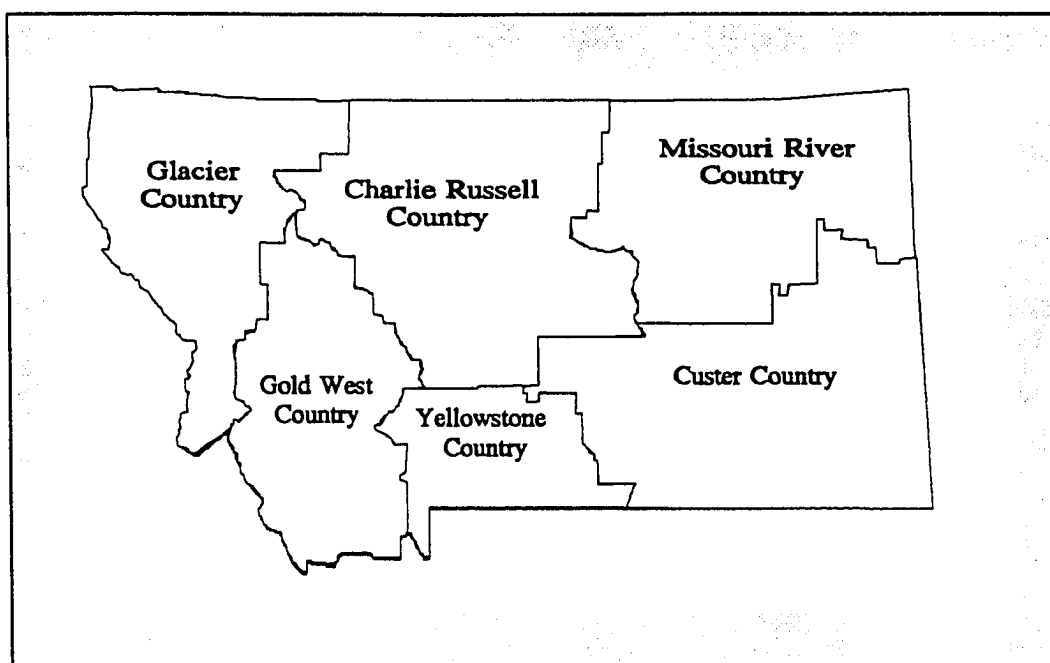 Glacier
Country
Charlie Russell
Country
Missouri River
Country
Gold West
Country
Yellowstone
Country
Custer Country